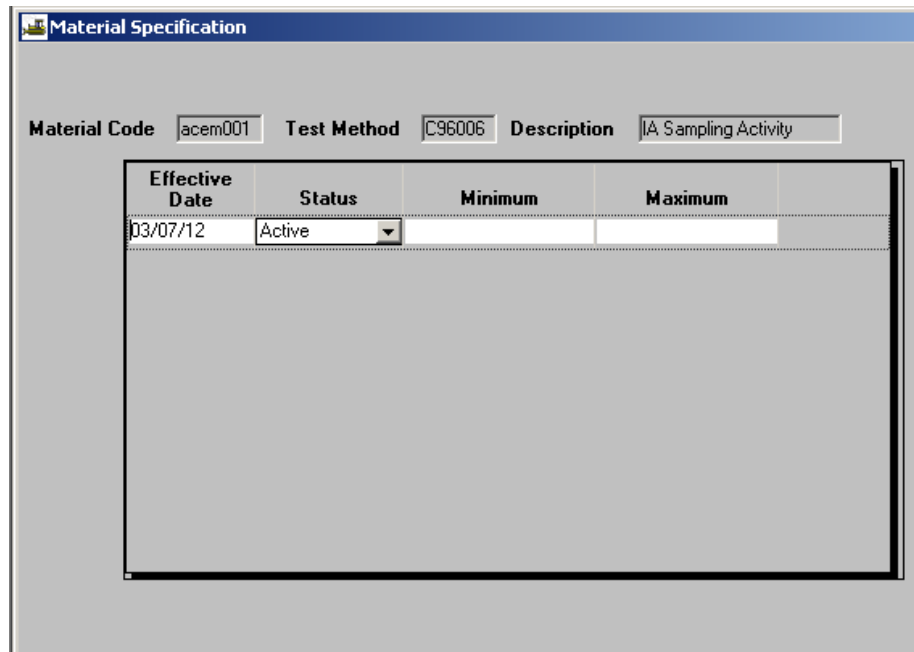 Material Specification
Material Code acem001 Test Method C96006 Description IA Sampling Activity
Effective
Date Status Minimum Maximum
03/07/12 Active